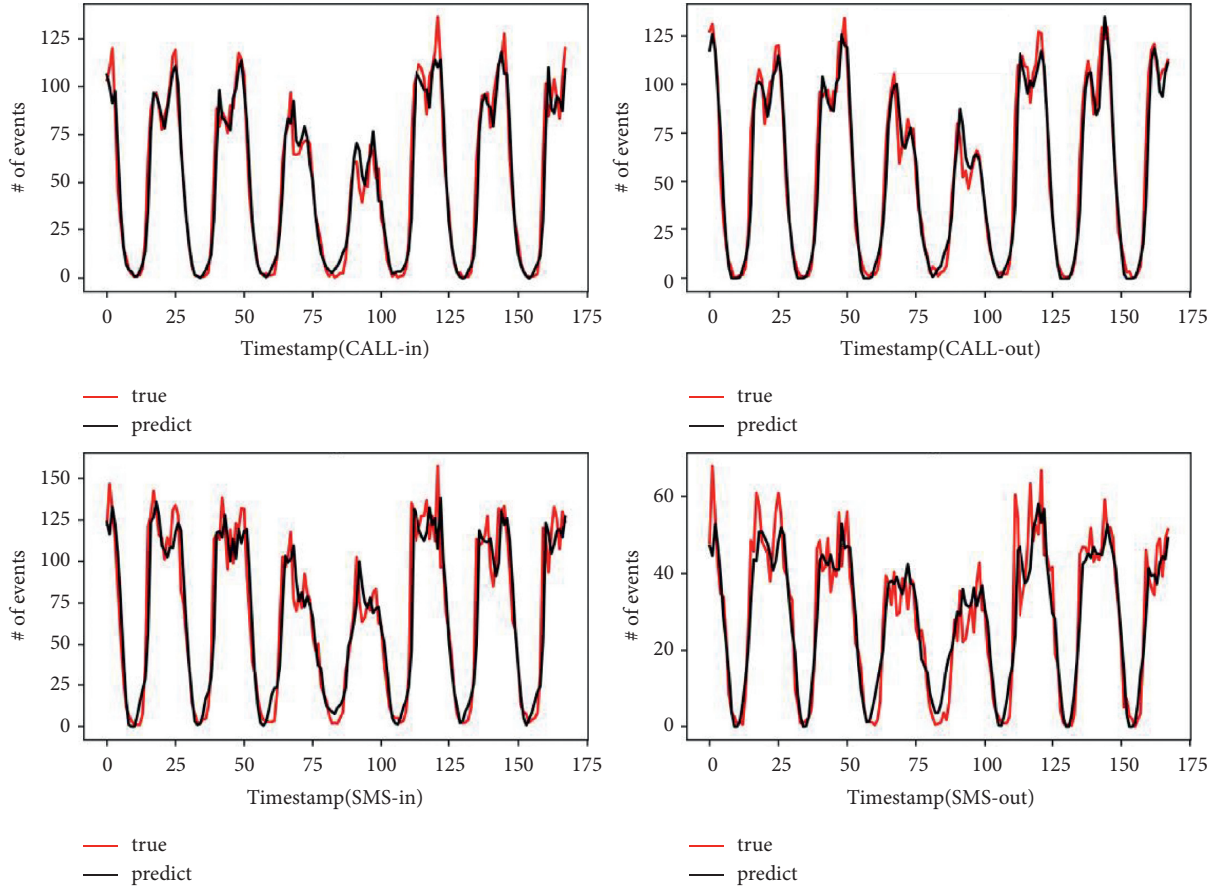 # of events
125
100
75
50
25
0
0 25 50 75 100 125 150 175
Timestamp(CALL-in)
true
predict
# of events
125
100
75
50
25
0
0 25 50 75 100 125 150 175
Timestamp(CALL-out)
true
predict
# of events
150
125
100
75
50
25
0
0 25 50 75 100 125 150 175
Timestamp(SMS-in)
true
predict
# of events
60
40
20
0
0 25 50 75 100 125 150 175
Timestamp(SMS-out)
true
predict